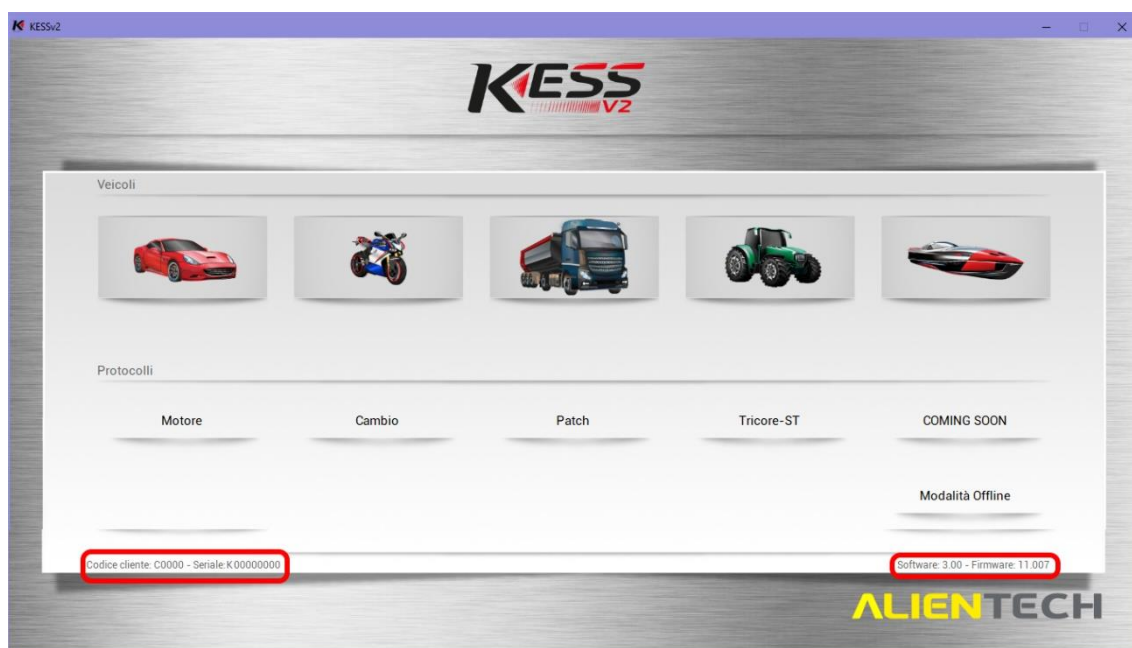 KESSv2
KESS
V2
Veicoli
Protocolli
Motore Cambio Patch Tricore-ST COMING SOON
Modalità Offline
Codice cliente: C0000 - Seriale: K00000000 Software: 3.00 - Firmware: 11.007
ALIENTECH